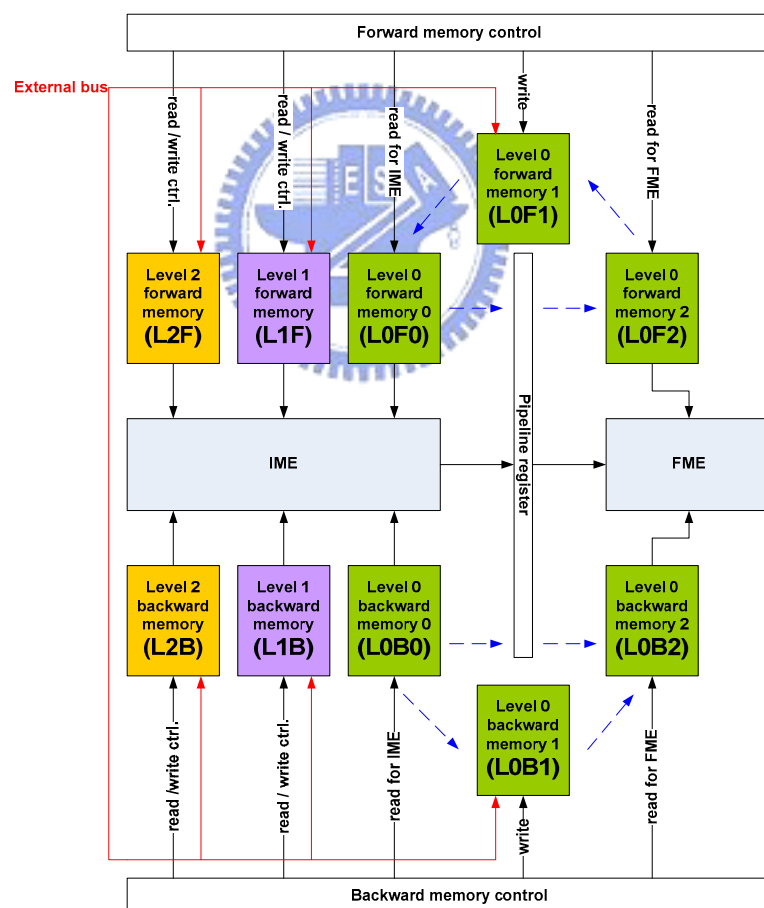 Forward memory control
External bus
read /write ctrl.
read / write ctrl.
read for IME
write
read for FME
E S A
Level 0
forward
memory 1
(L0F1)
Level 2
forward
memory
(L2F)
Level 1
forward
memory
(L1F)
Level 0
forward
memory 0
(L0F0)
Level 0
forward
memory 2
(L0F2)
Pipeline register
IME
FME
Level 2
backward
memory
(L2B)
Level 1
backward
memory
(L1B)
Level 0
backward
memory 0
(L0B0)
Level 0
backward
memory 2
(L0B2)
Level 0
backward
memory 1
(L0B1)
read /write ctrl.
read / write ctrl.
read for IME
write
read for FME
Backward memory control